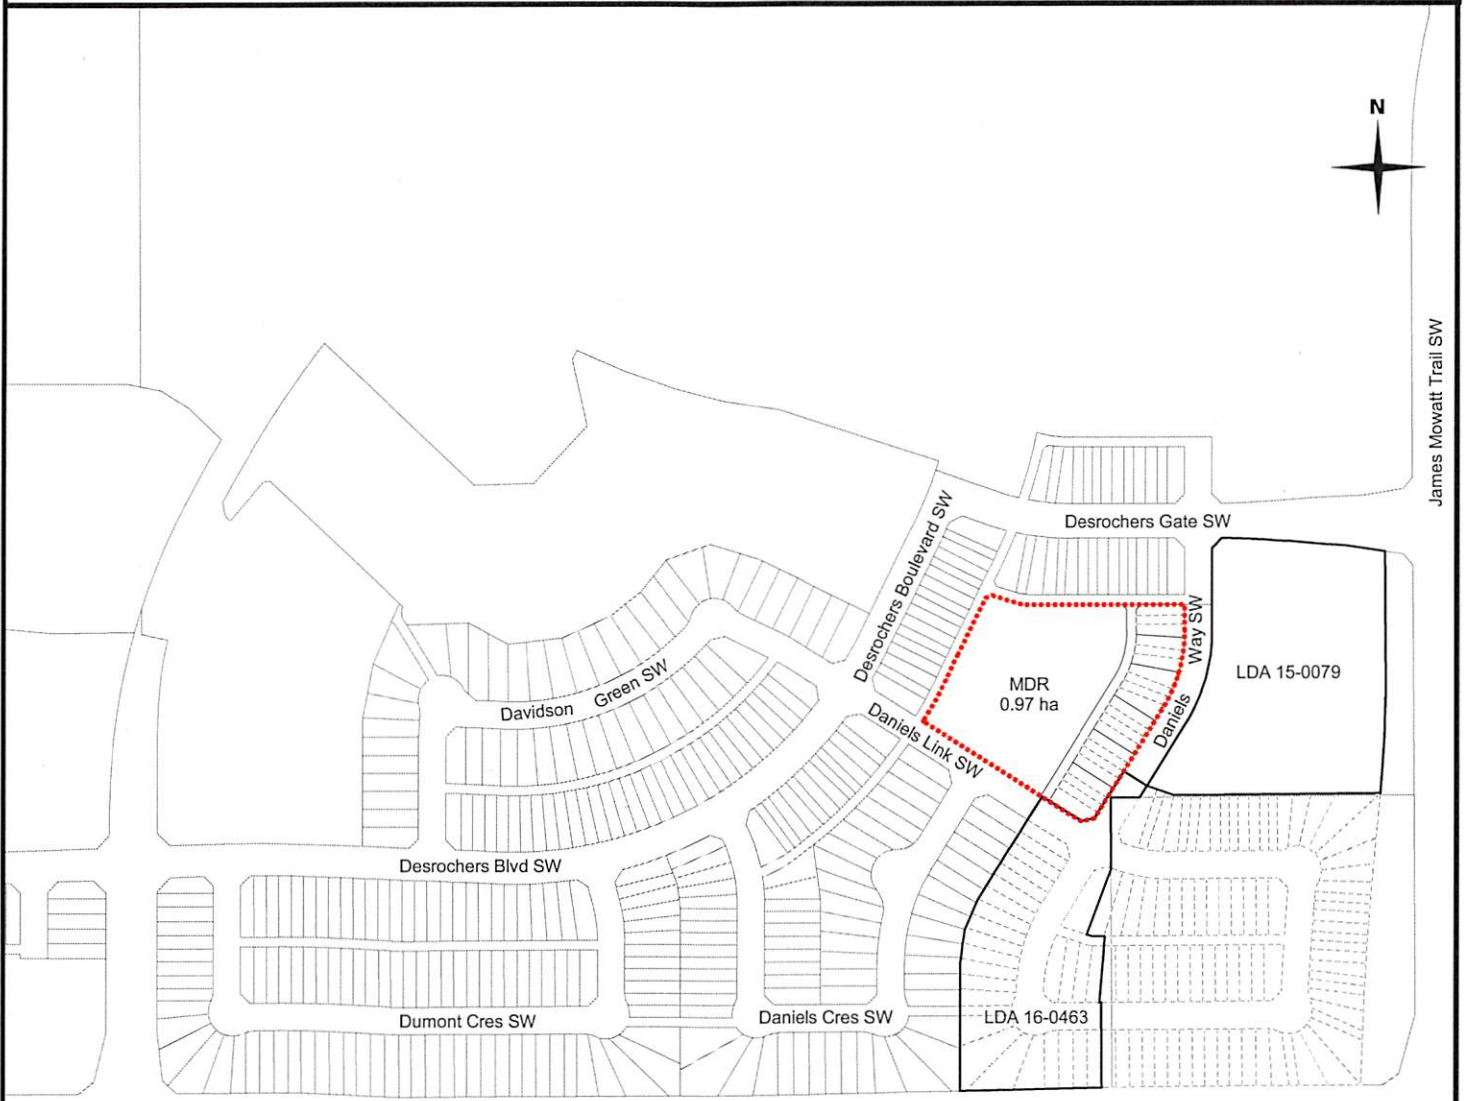 N
James Mowatt Trail SW
Desrochers Gate SW
Desrochers Boulevard SW
Way SW
Daniels
LDA 15-0079
MDR
0.97 ha
Davidson
Green SW
Daniels Link SW
Desrochers Blvd SW
Dumont Cres SW
Daniels Cres SW
LDA 16-0463